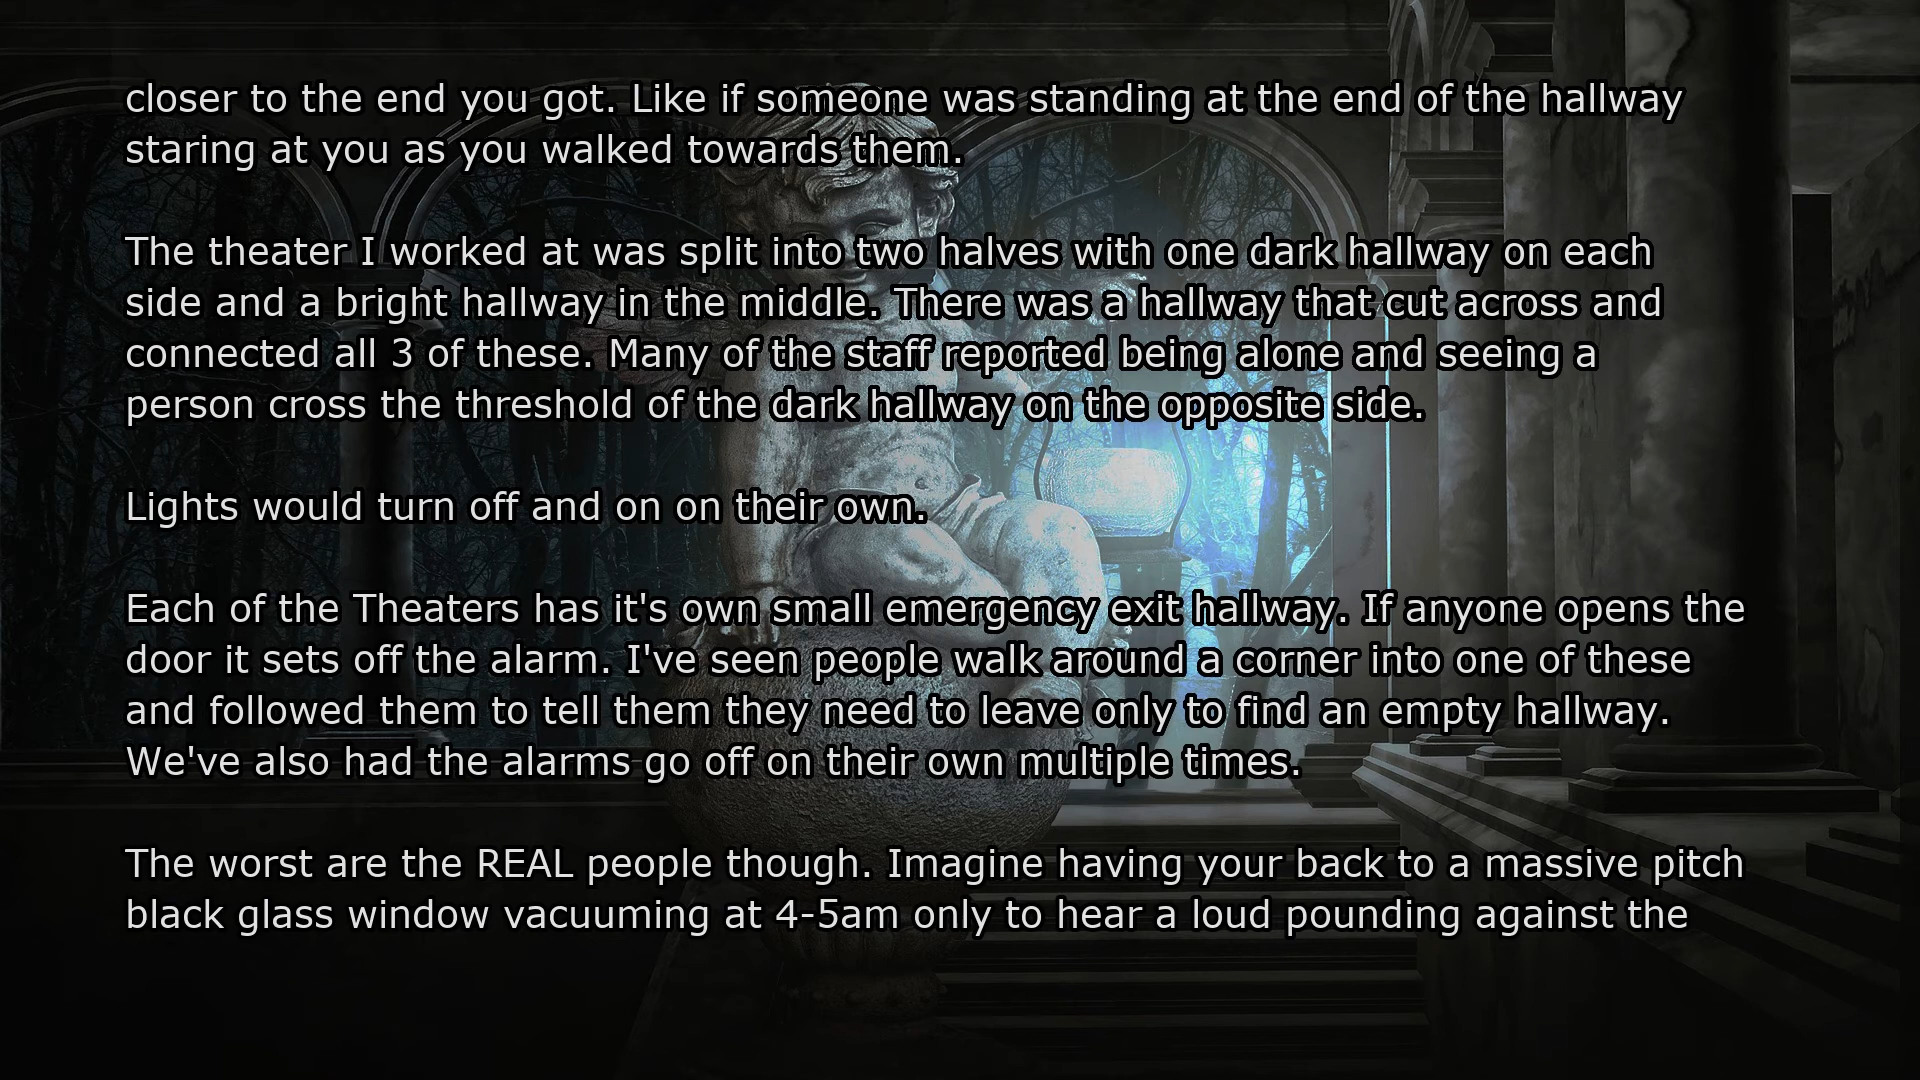 closer to the end you got. Like if someone was standing at the end of the hallway
staring at you as you walked towards them.
The theater I worked at was split into two halves with one dark hallway on each
side and a bright hallway in the middle. There was a hallway that cut across and
connected all 3 of these. Many of the staff reported being alone and seeing a
person cross the threshold of the dark hallway on the opposite side.
Lights would turn off and on on their own.
Each of the Theaters has it's own small emergency exit hallway. If anyone opens the
door it sets off the alarm. I've seen people walk around a corner into one of these
and followed them to tell them they need to leave only to find an empty hallway.
We've also had the alarms go off on their own multiple times.
The worst are the REAL people though. Imagine having your back to a massive pitch
black glass window vacuuming at 4-5am only to hear a loud pounding against the